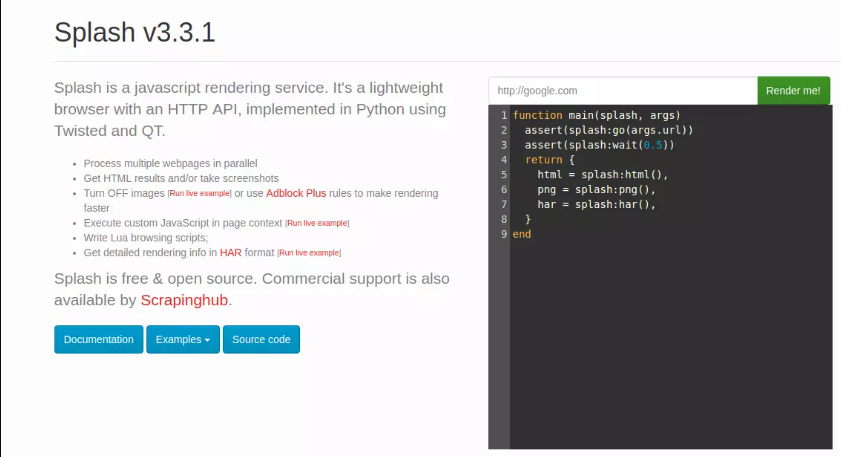 Splash v3.3.1
Splash is a javascript rendering service. It's a lightweight
browser with an HTTP API, implemented in Python using
Twisted and QT.
Process multiple webpages in parallel
Get HTML results and/or take screenshots
Turn OFF images [Run live example] or use Adblock Plus rules to make rendering
faster
Execute custom JavaScript in page context [Run live example]
Write Lua browsing scripts;
Get detailed rendering info in HAR format [Run live example]
Splash is free & open source. Commercial support is also
available by Scrapinghub.
Documentation Examples Source code
http://google.com Render me!
1 function main(splash, args)
2   assert(splash:go(args.url))
3   assert(splash:wait(0.5))
4   return {
5     html = splash:html(),
6     png = splash:png(),
7     har = splash:har(),
8   }
9 end